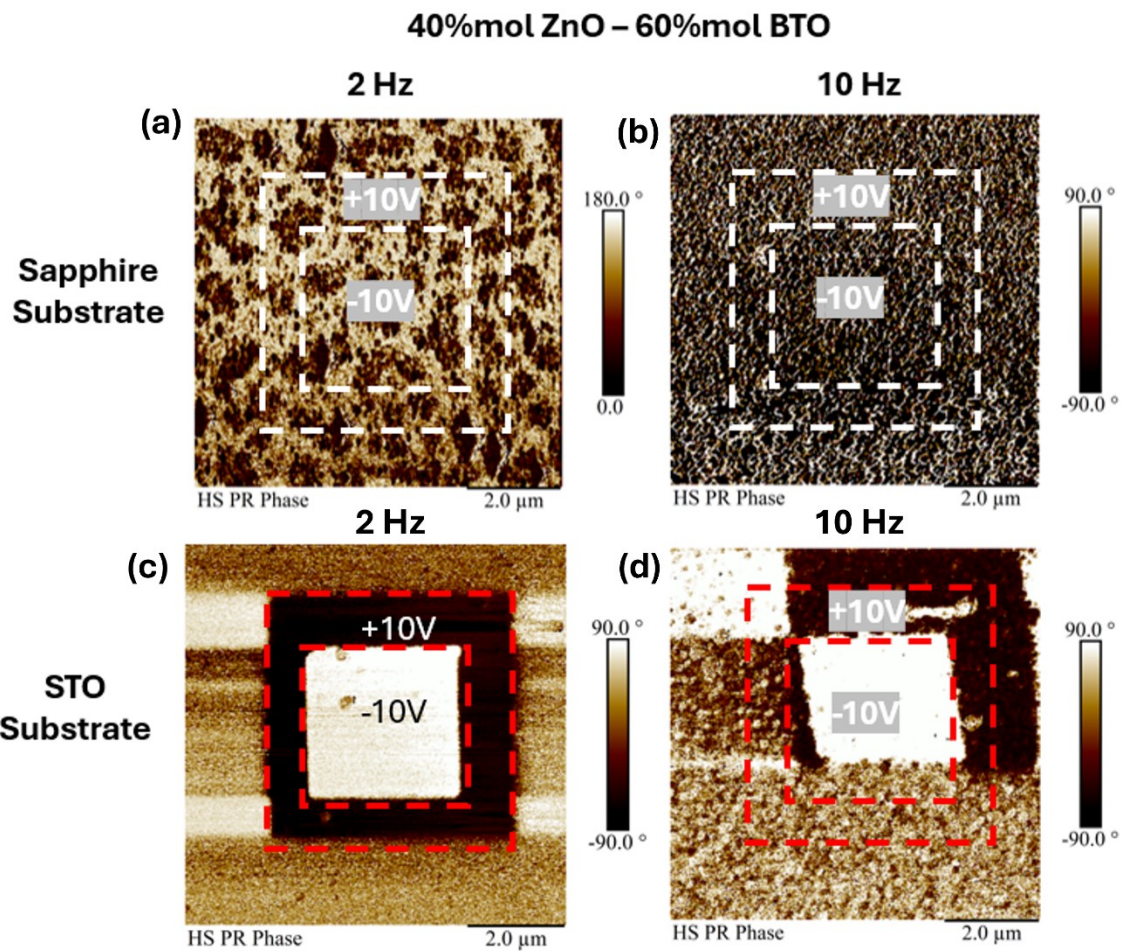 40%mol ZnO – 60%mol BTO
2 Hz
10 Hz
(a)
(b)
+10V
-10V
180.0 °
0.0
+10V
-10V
90.0 °
-90.0 °
Sapphire
Substrate
HS PR Phase
2.0 µm
HS PR Phase
2.0 µm
2 Hz
10 Hz
(c)
(d)
+10V
-10V
90.0 °
-90.0 °
+10V
-10V
90.0 °
-90.0 °
STO
Substrate
HS PR Phase
2.0 µm
HS PR Phase
2.0 µm